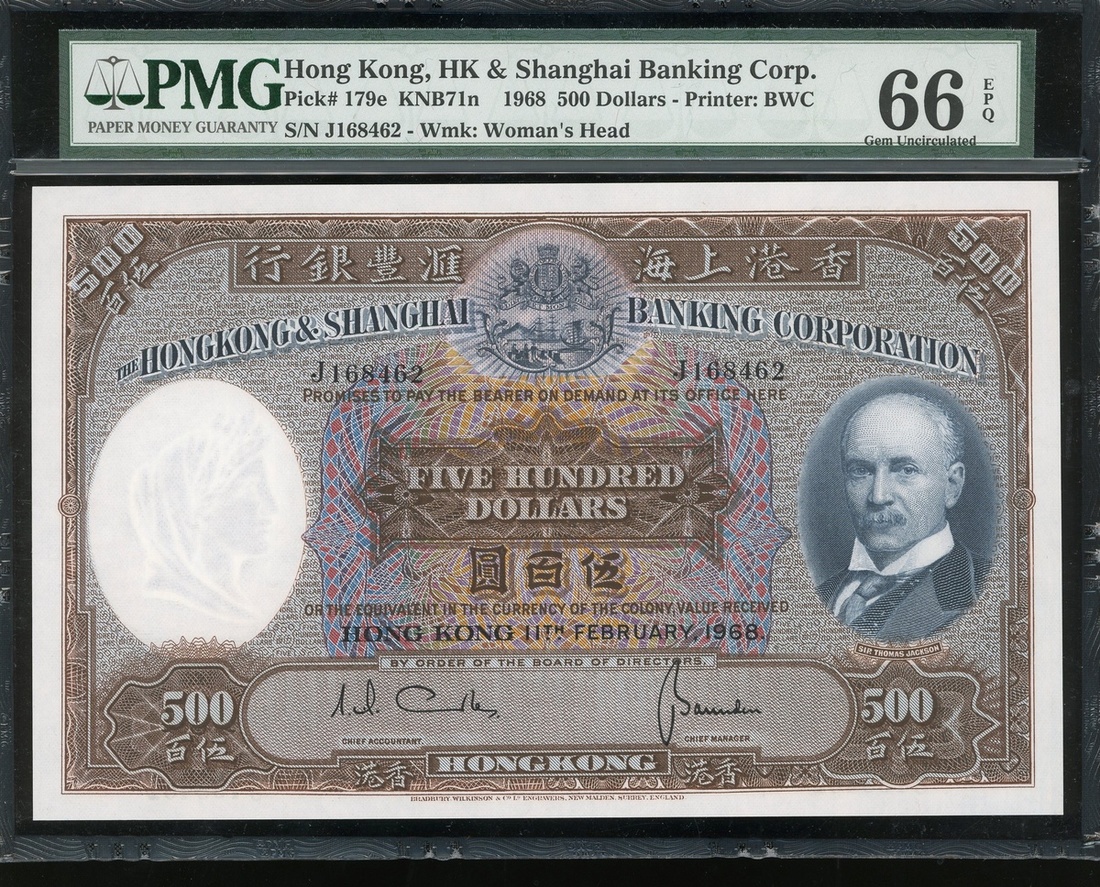 PMG
PAPER MONEY GUARANTY
Hong Kong, HK & Shanghai Banking Corp.
Pick# 179e KNB71n 1968 500 Dollars - Printer: BWC
S/N J168462 - Wmk: Woman's Head
66 EPQ
Gem Uncirculated
500 500
百伍 百伍
行銀豐滙 海上港香
THE HONGKONG & SHANGHAI BANKING CORPORATION
J168462 J168462
PROMISES TO PAY THE BEARER ON DEMAND AT ITS OFFICE HERE
FIVE HUNDRED
DOLLARS
圓百伍
OR THE EQUIVALENT IN THE CURRENCY OF THE COLONY, VALUE RECEIVED
HONG KONG 11TH FEBRUARY, 1968.
SIR THOMAS JACKSON
BY ORDER OF THE BOARD OF DIRECTORS.
500 500
百伍 百伍
CHIEF ACCOUNTANT CHIEF MANAGER
港香 HONGKONG 港香
BRADBURY, WILKINSON & Co Ld ENGRAVERS, NEW MALDEN, SURREY, ENGLAND